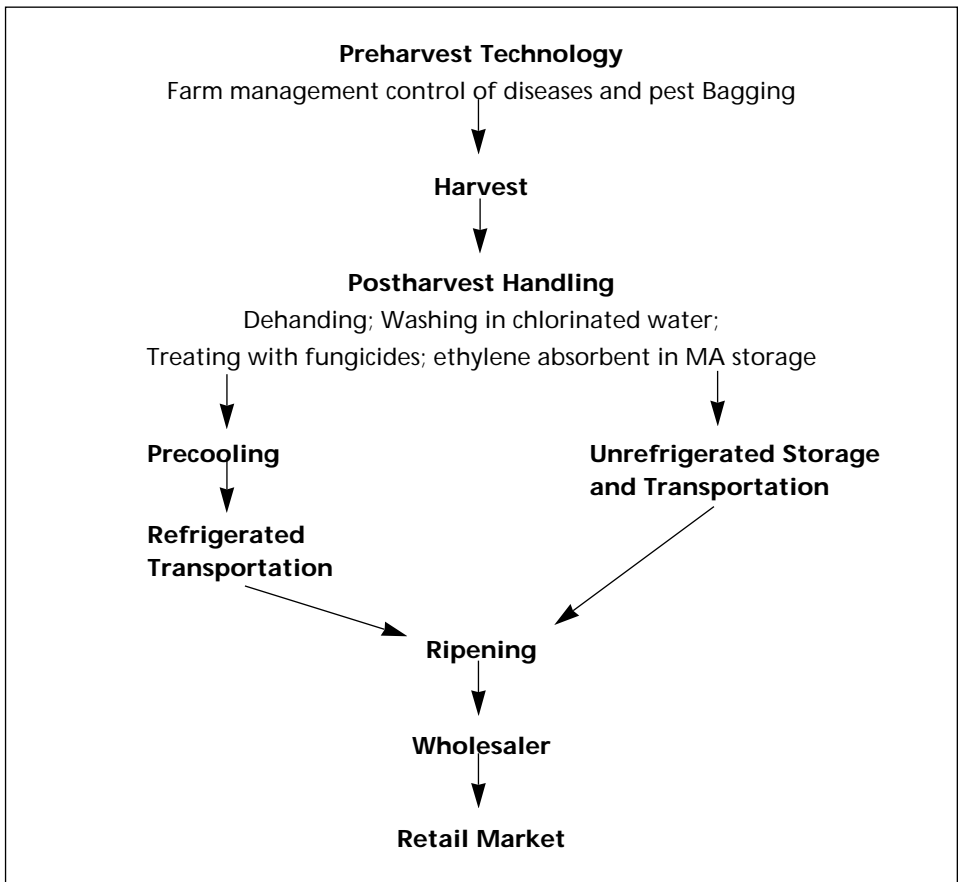 Preharvest Technology
Farm management control of diseases and pest Bagging
Harvest
Postharvest Handling
Dehanding; Washing in chlorinated water;
Treating with fungicides; ethylene absorbent in MA storage
Precooling
Unrefrigerated Storage
and Transportation
Refrigerated
Transportation
Ripening
Wholesaler
Retail Market